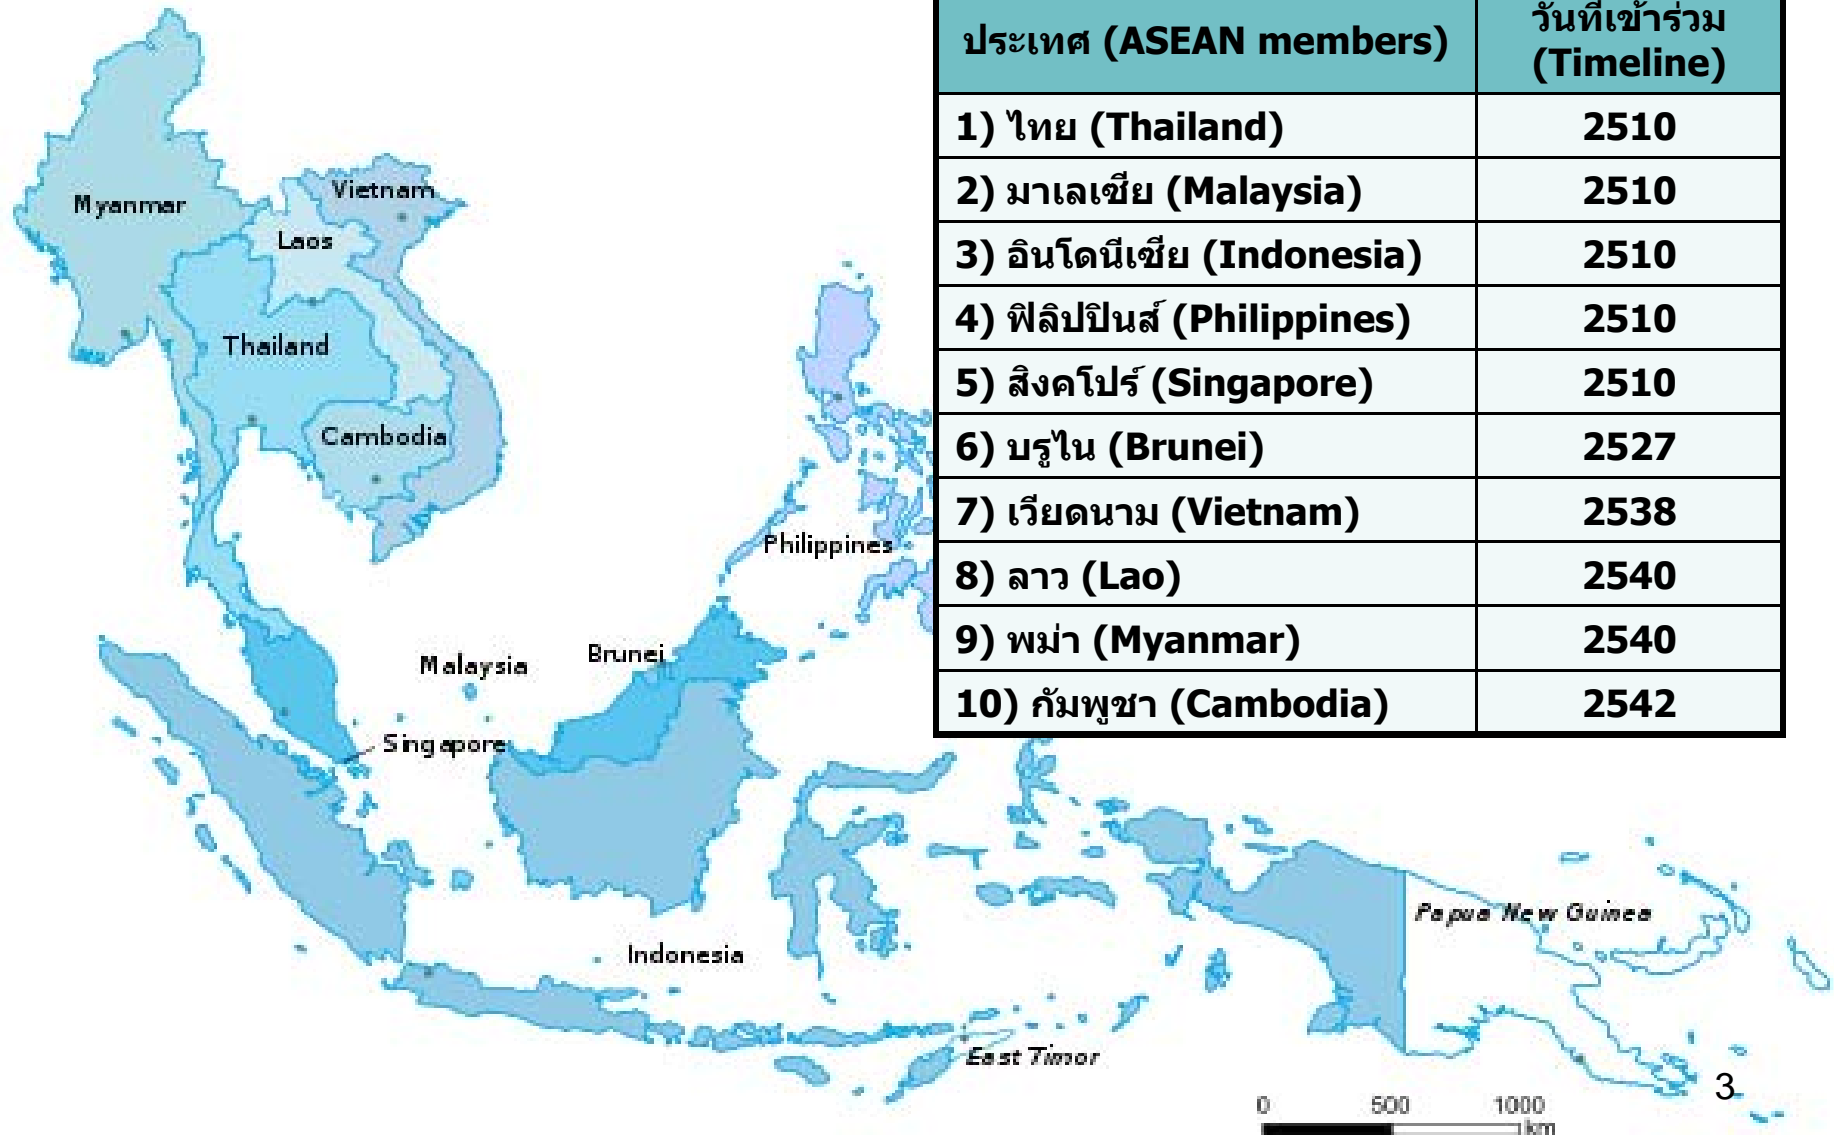 ประเทศ (ASEAN members)
วันที่เข้าร่วม
(Timeline)
1) ไทย (Thailand) 2510
2) มาเลเซีย (Malaysia) 2510
3) อินโดนีเซีย (Indonesia) 2510
4) ฟิลิปปินส์ (Philippines) 2510
5) สิงคโปร์ (Singapore) 2510
6) บรูไน (Brunei) 2527
7) เวียดนาม (Vietnam) 2538
8) ลาว (Lao) 2540
9) พม่า (Myanmar) 2540
10) กัมพูชา (Cambodia) 2542
Myanmar
Vietnam
Laos
Thailand
Cambodia
Philippines
Malaysia
Brunei
Singapore
Indonesia
Papua New Guinea
East Timor
0 500 1000
km
3